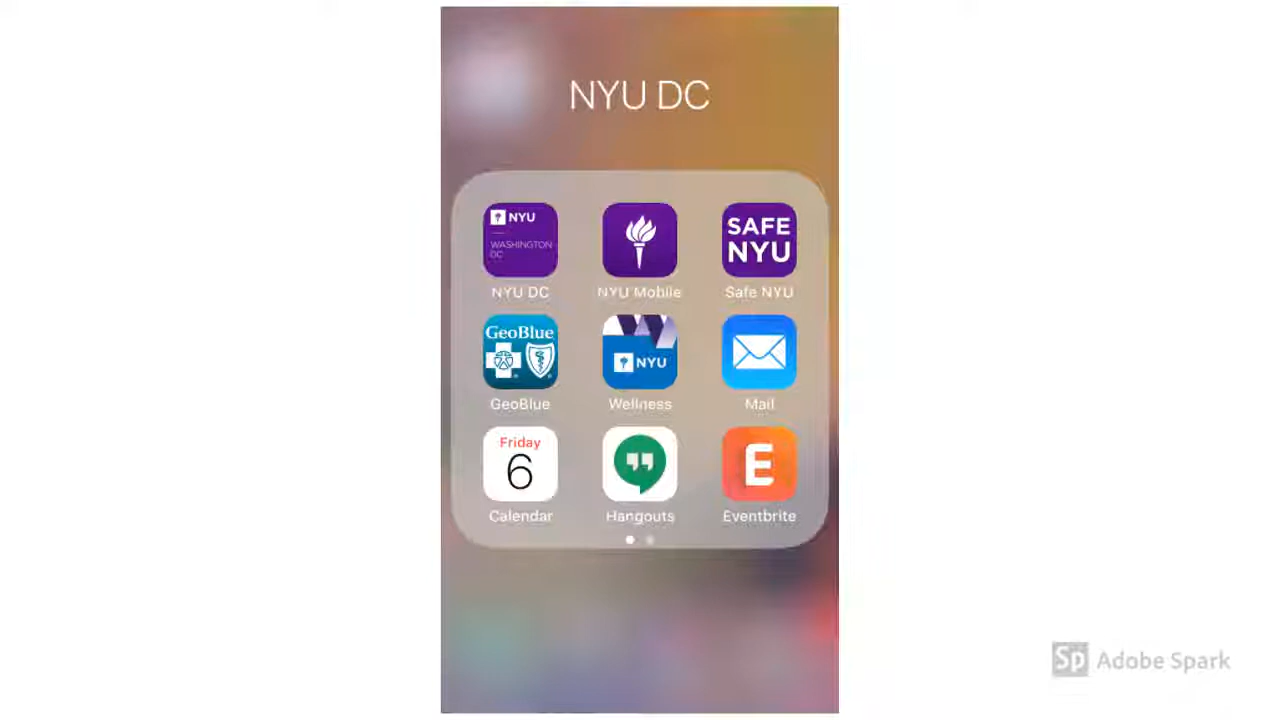 NYU DC
NYU
WASHINGTON
DC
SAFE
NYU
NYU DC
NYU Mobile
Safe NYU
GeoBlue
NYU
GeoBlue
Wellness
Mail
Friday
6
E
Calendar
Hangouts
Eventbrite
Sp Adobe Spark